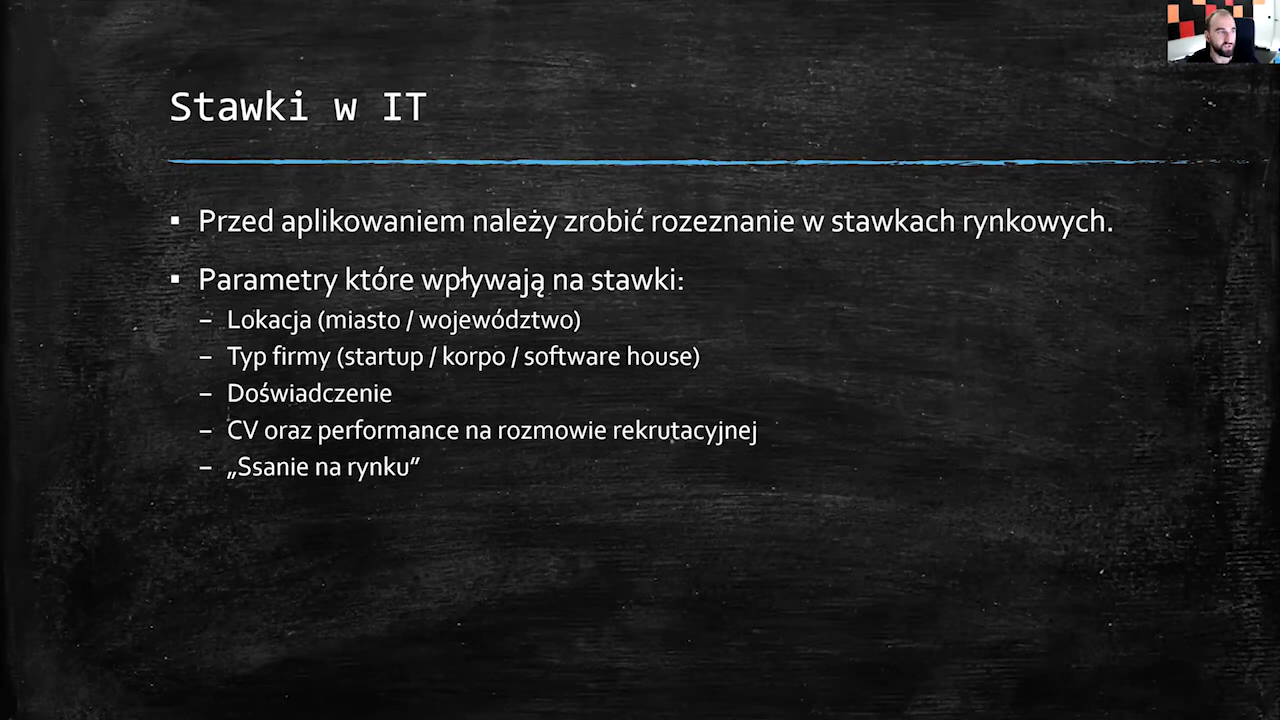 Stawki w IT
Przed aplikowaniem należy zrobić rozeznanie w stawkach rynkowych.
Parametry które wpływają na stawki:
– Lokacja (miasto / województwo)
– Typ firmy (startup / korpo / software house)
– Doświadczenie
– CV oraz performance na rozmowie rekrutacyjnej
– „Ssanie na rynku”